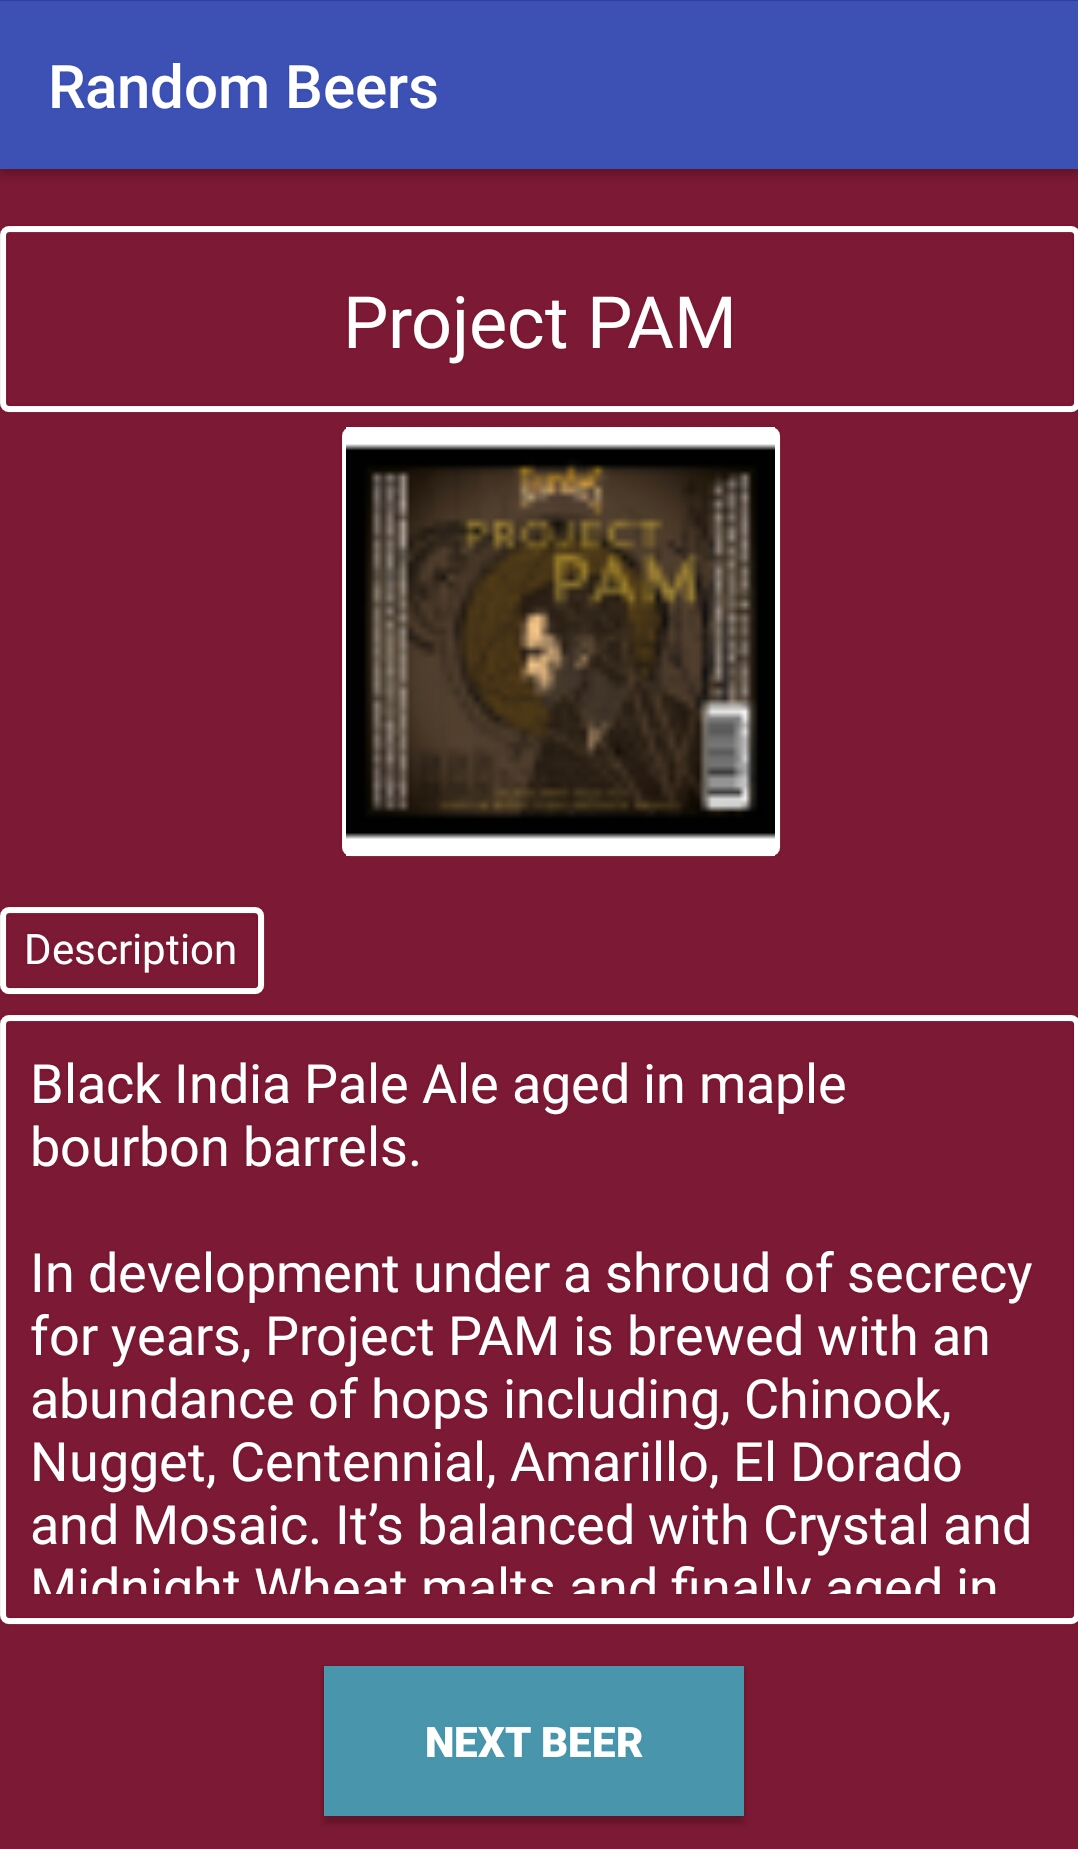 Random Beers
Project PAM
PROJECT
PAM
Description
Black India Pale Ale aged in maple
bourbon barrels.
In development under a shroud of secrecy
for years, Project PAM is brewed with an
abundance of hops including, Chinook,
Nugget, Centennial, Amarillo, El Dorado
and Mosaic. It’s balanced with Crystal and
Midnight Wheat malts and finally aged in
NEXT BEER